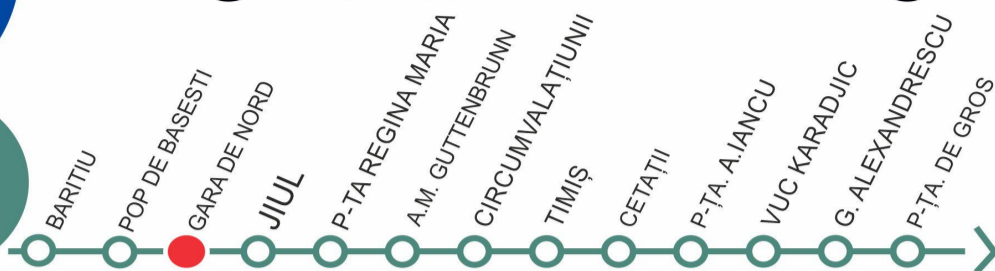 BARITIU
POP DE BASESTI
GARA DE NORD
JIUL
P-TA REGINA MARIA
A.M. GUTTENBRUNN
CIRCUMVALAȚIUNII
TIMIȘ
CETAȚII
P-ȚA. A.IANCU
VUC KARADJIC
G. ALEXANDRESCU
P-ȚA. DE GROS